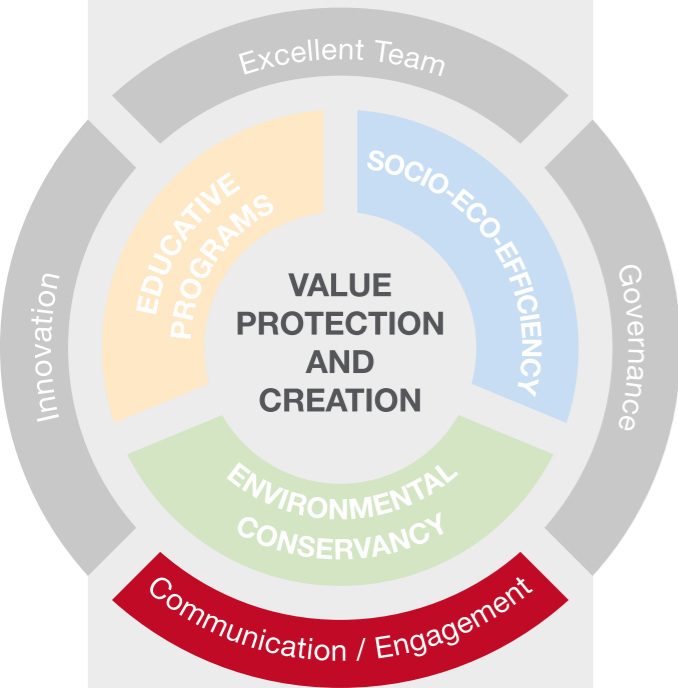 Excellent Team
EDUCATIVE
PROGRAMS
SOCIO-ECO-EFFICIENCY
Innovation
VALUE
PROTECTION
AND
CREATION
Governance
ENVIRONMENTAL
CONSERVANCY
Communication / Engagement